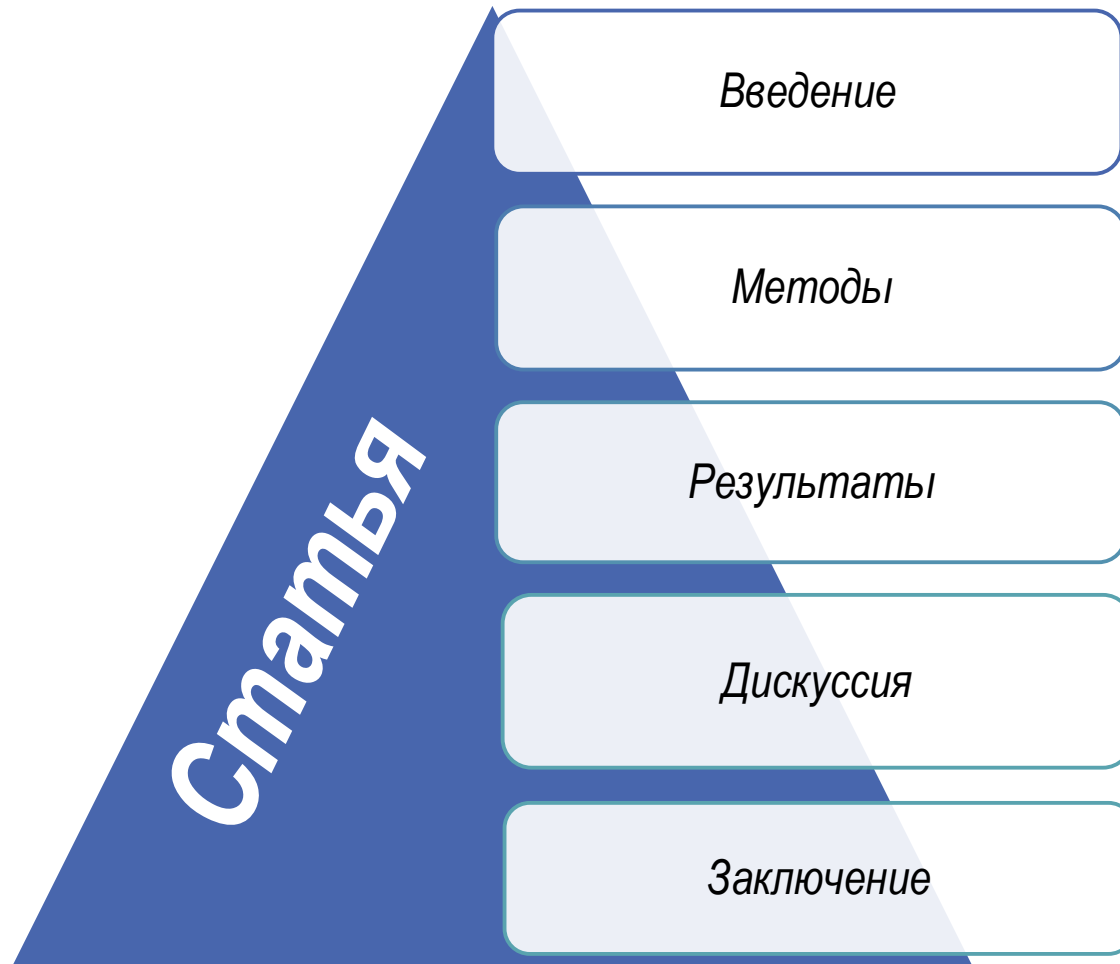 Введение
Методы
Результаты
Дискуссия
Заключение
Статья